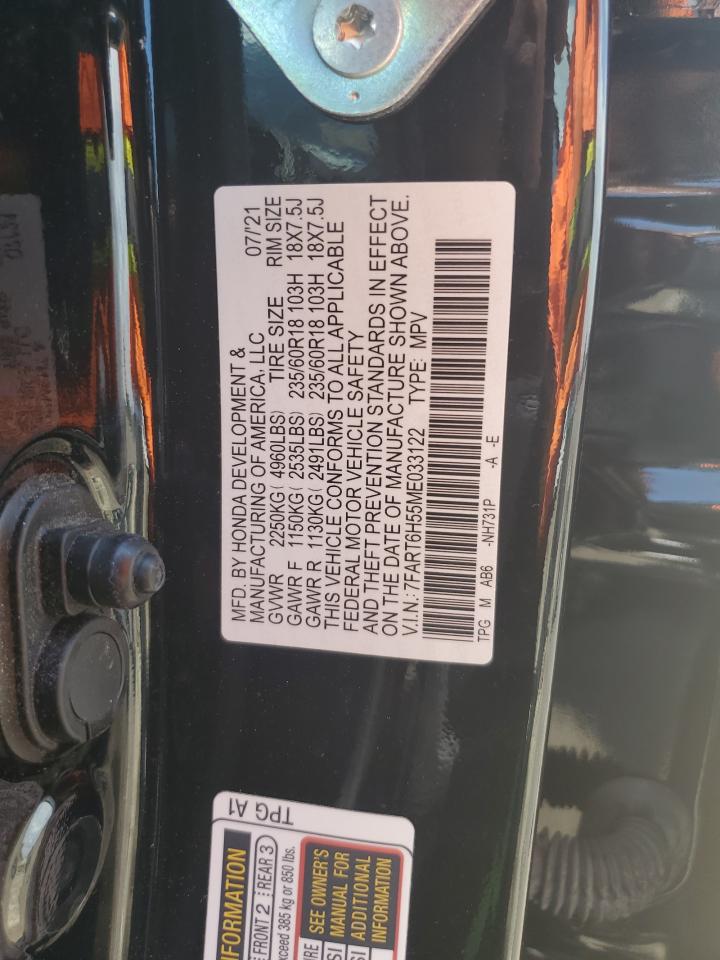 MFD. BY HONDA DEVELOPMENT &
MANUFACTURING OF AMERICA, LLC 07/'21
GVWR 2250KG( 4960LBS) TIRE SIZE RIM SIZE
GAWR F 1150KG( 2535LBS) 235/60R18 103H 18X7.5J
GAWR R 1130KG( 2491LBS) 235/60R18 103H 18X7.5J
THIS VEHICLE CONFORMS TO ALL APPLICABLE
FEDERAL MOTOR VEHICLE SAFETY
AND THEFT PREVENTION STANDARDS IN EFFECT
ON THE DATE OF MANUFACTURE SHOWN ABOVE.
V.I.N.: 7FART6H55ME033122 TYPE: MPV
TPG M AB6 -NH731P -A -E
TPG A1
FRONT 2 REAR 3
exceed 385 kg or 850 lbs.
SEE OWNER'S
MANUAL FOR
ADDITIONAL
INFORMATION